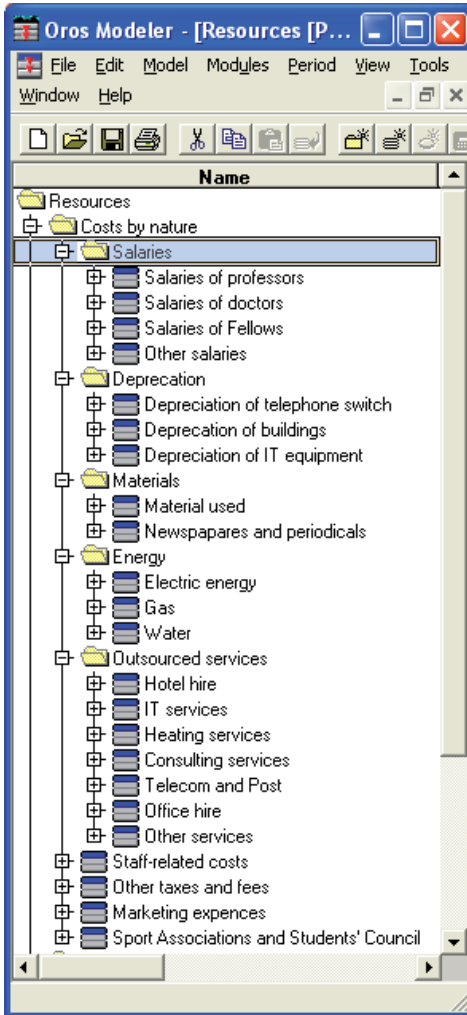 Oros Modeler - [Resources [P...
File Edit Model Modules Period View Tools
Window Help
Name
Resources
Costs by nature
Salaries
Salaries of professors
Salaries of doctors
Salaries of Fellows
Other salaries
Deprecation
Depreciation of telephone switch
Deprecation of buildings
Depreciation of IT equipment
Materials
Material used
Newspapares and periodicals
Energy
Electric energy
Gas
Water
Outsourced services
Hotel hire
IT services
Heating services
Consulting services
Telecom and Post
Office hire
Other services
Staff-related costs
Other taxes and fees
Marketing expences
Sport Associations and Students' Council